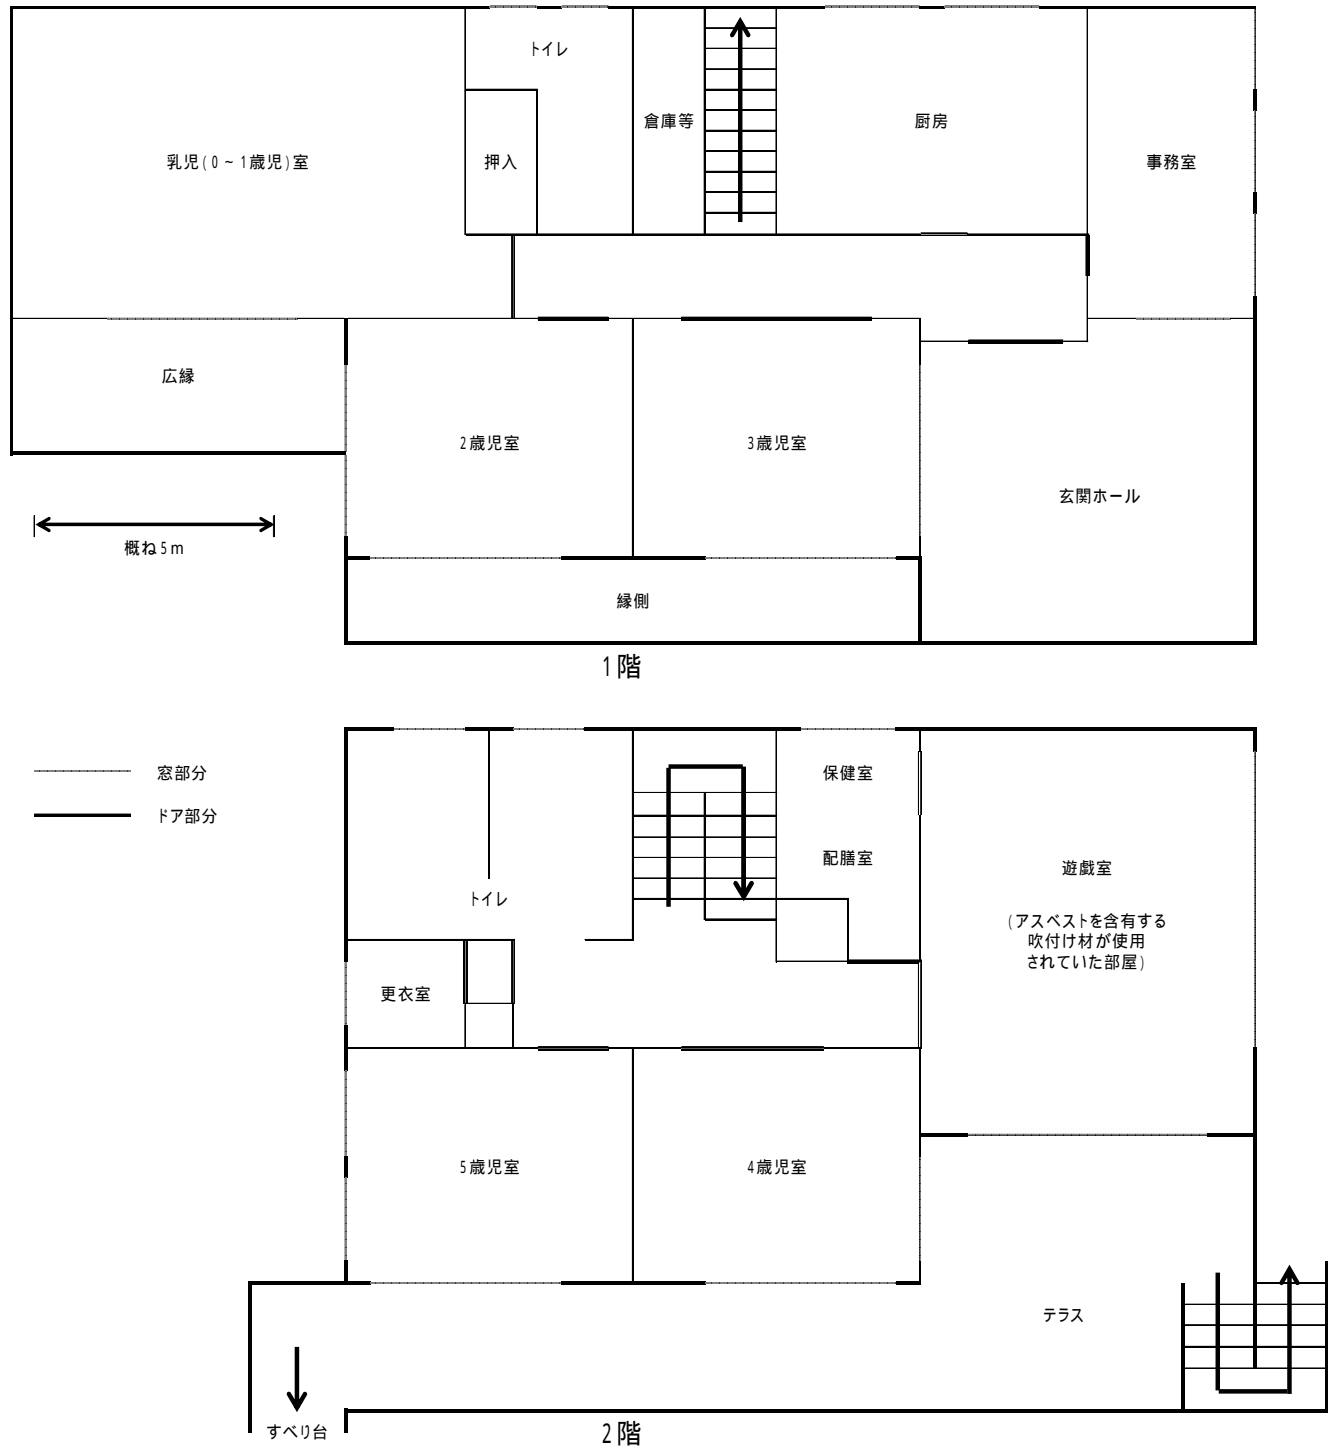 トイレ
倉庫等
厨房
乳児(0~1歳児)室
押入
事務室
広縁
2歳児室
3歳児室
玄関ホール
概ね5m
縁側
1階
窓部分
ドア部分
保健室
配膳室
遊戯室
(アスベストを含有する
吹付け材が使用
されていた部屋)
トイレ
更衣室
5歳児室
4歳児室
テラス
すべり台
2階